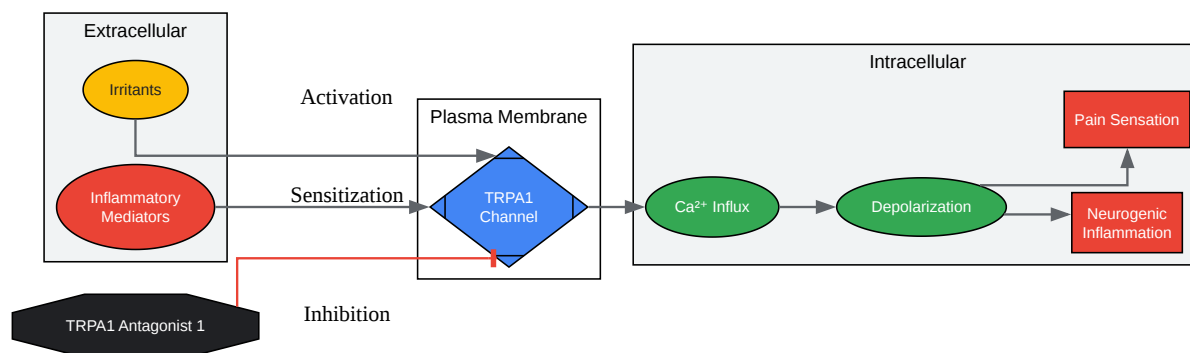 Extracellular
Irritants
Inflammatory
Mediators
Activation
Sensitization
Inhibition
TRPA1 Antagonist 1
Plasma Membrane
TRPA1
Channel
Intracellular
Ca²⁺ Influx
Depolarization
Pain Sensation
Neurogenic
Inflammation